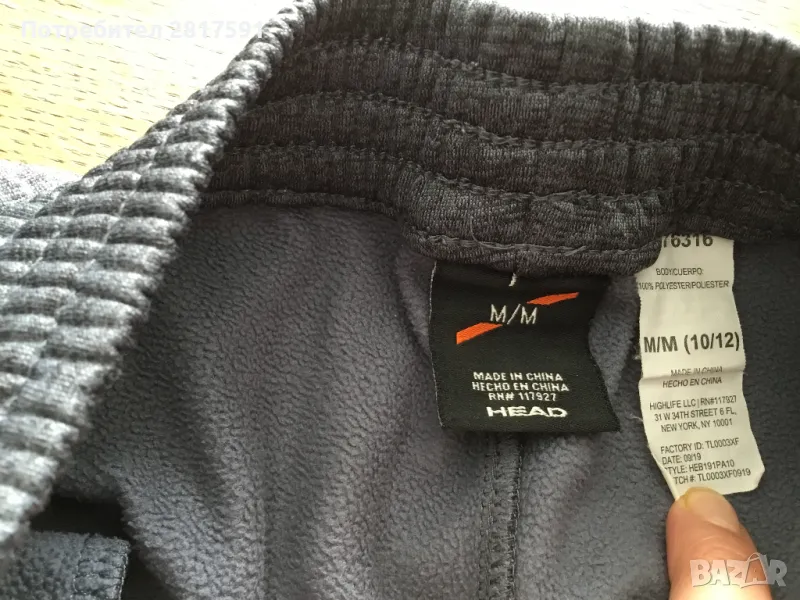 Потребител 2817591
M/M
MADE IN CHINA
HECHO EN CHINA
RN# 117927
HEAD
76316
BODY/CUERPO
100% POLYESTER/POLIESTER
M/M (10/12)
MADE IN CHINA
HECHO EN CHINA
HIGHLIFE LLC | RN#117927
31 W 34TH STREET 6 FL,
NEW YORK, NY 10001
FACTORY ID: TL0003XF
DATE: 09/19
STYLE: HEB191PA10
TCH #: TL0003XF0919
BAZAR